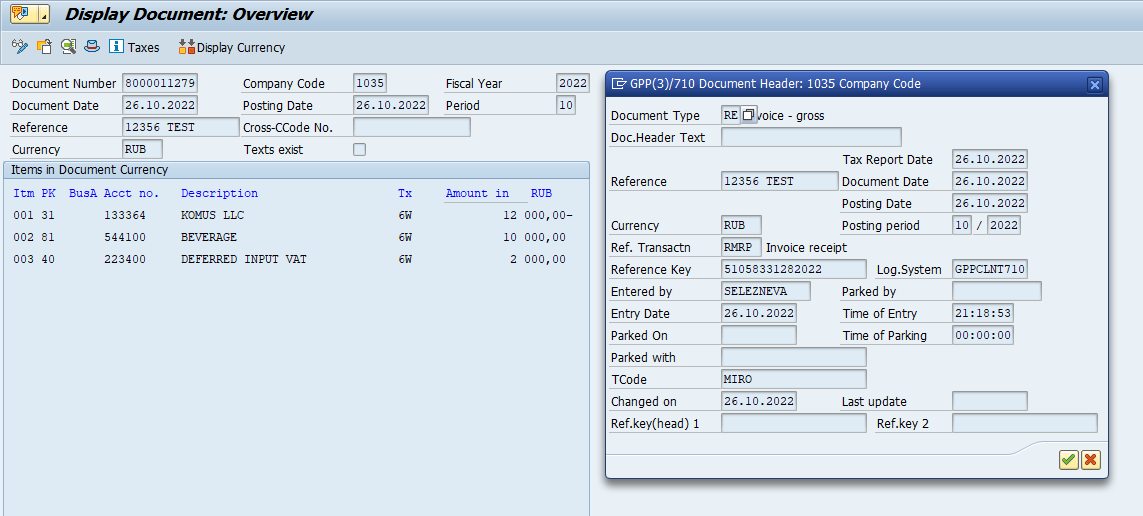 Display Document: Overview
Taxes Display Currency
Document Number 8000011279 Company Code 1035 Fiscal Year 2022
Document Date 26.10.2022 Posting Date 26.10.2022 Period 10
Reference 12356 TEST Cross-CCode No.
Currency RUB Texts exist
Items in Document Currency
Itm PK BusA Acct no. Description Tx Amount in RUB
001 31 133364 KOMUS LLC 6W 12 000,00-
002 81 544100 BEVERAGE 6W 10 000,00
003 40 223400 DEFERRED INPUT VAT 6W 2 000,00
GPP(3)/710 Document Header: 1035 Company Code
Document Type RE voice - gross
Doc.Header Text
Tax Report Date 26.10.2022
Reference 12356 TEST Document Date 26.10.2022
Posting Date 26.10.2022
Currency RUB Posting period 10 / 2022
Ref. Transactn RMRP Invoice receipt
Reference Key 51058331282022 Log.System GPPCLNT710
Entered by SELEZNEVA Parked by
Entry Date 26.10.2022 Time of Entry 21:18:53
Parked On Time of Parking 00:00:00
Parked with
TCode MIRO
Changed on 26.10.2022 Last update
Ref.key(head) 1 Ref.key 2